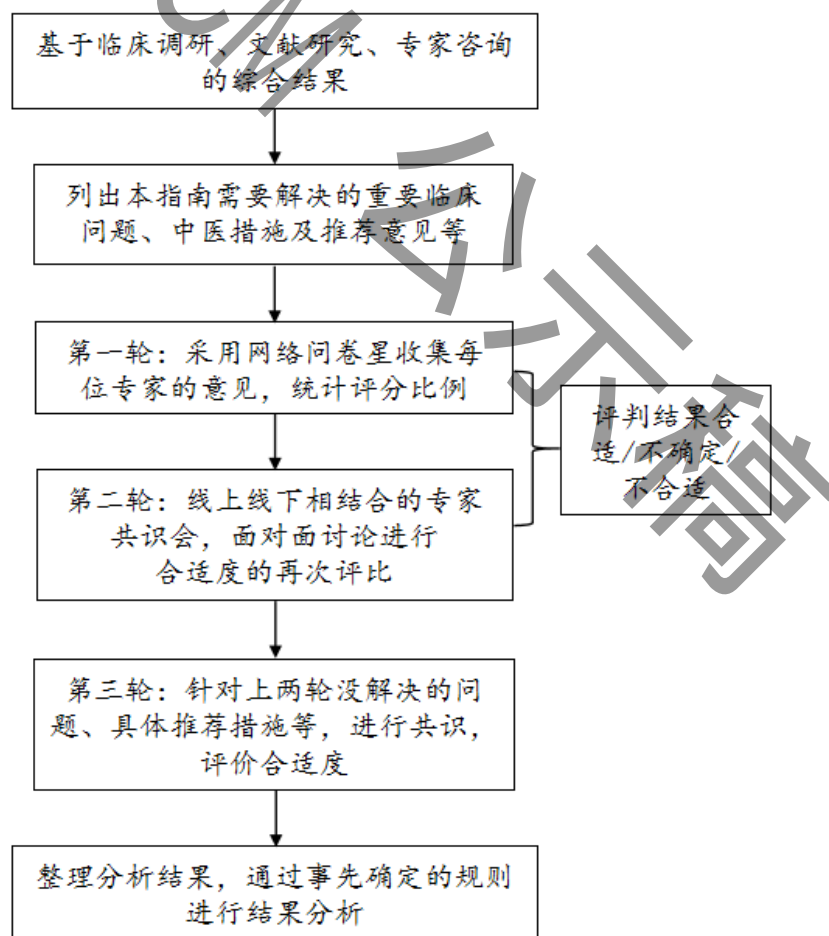 基于临床调研、文献研究、专家咨询
的综合结果
列出本指南需要解决的重要临床
问题、中医措施及推荐意见等
第一轮：采用网络问卷星收集每
位专家的意见，统计评分比例
评判结果合
适/不确定/
不合适
第二轮：线上线下相结合的专家
共识会，面对面讨论进行
合适度的再次评比
第三轮：针对上两轮没解决的问
题、具体推荐措施等，进行共识，
评价合适度
整理分析结果，通过事先确定的规则
进行结果分析
CM 公示稿